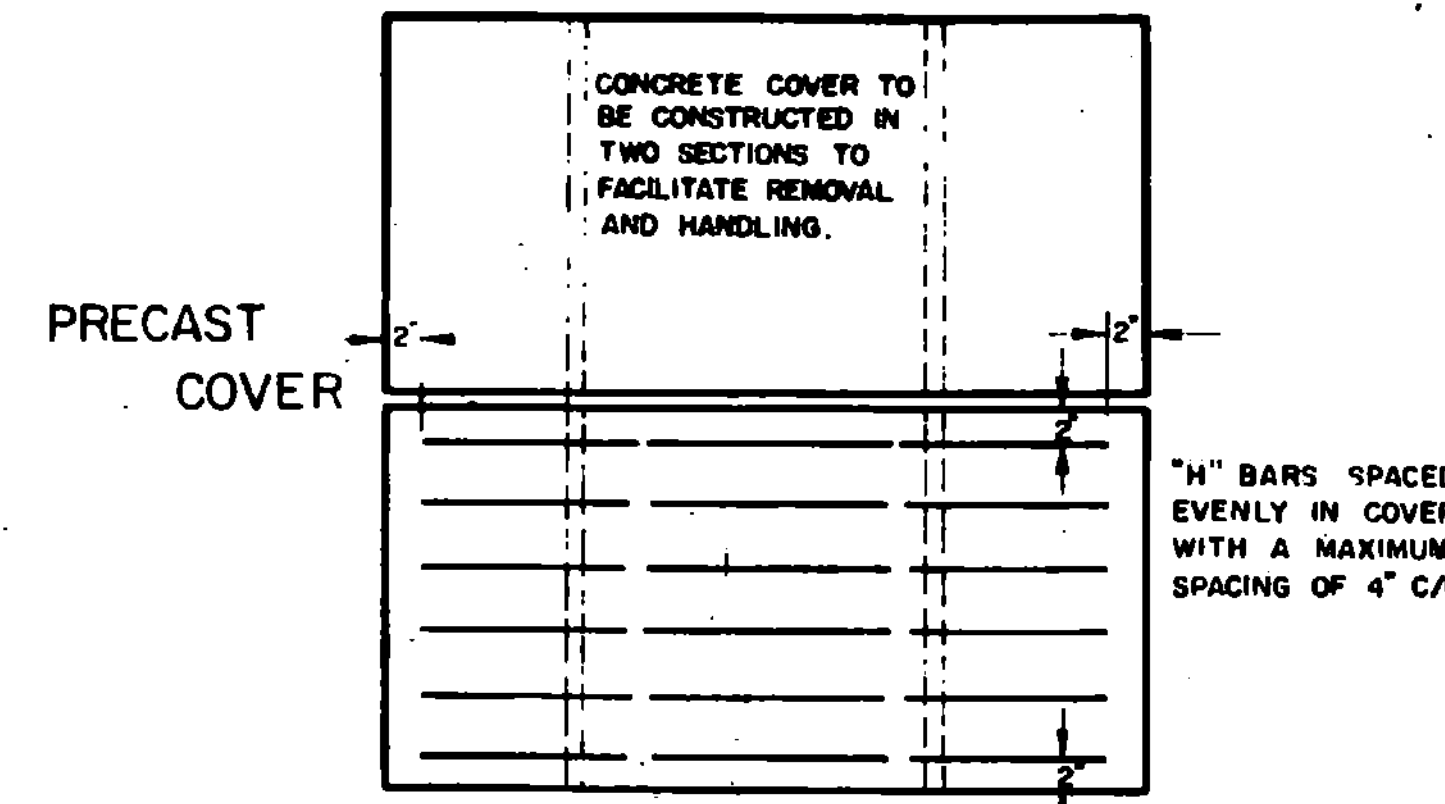 CONCRETE COVER TO
BE CONSTRUCTED IN
TWO SECTIONS TO
FACILITATE REMOVAL
AND HANDLING.
PRECAST
COVER
2"
2"
2"
"H" BARS SPACED
EVENLY IN COVER
WITH A MAXIMUM
SPACING OF 4" C/
2"